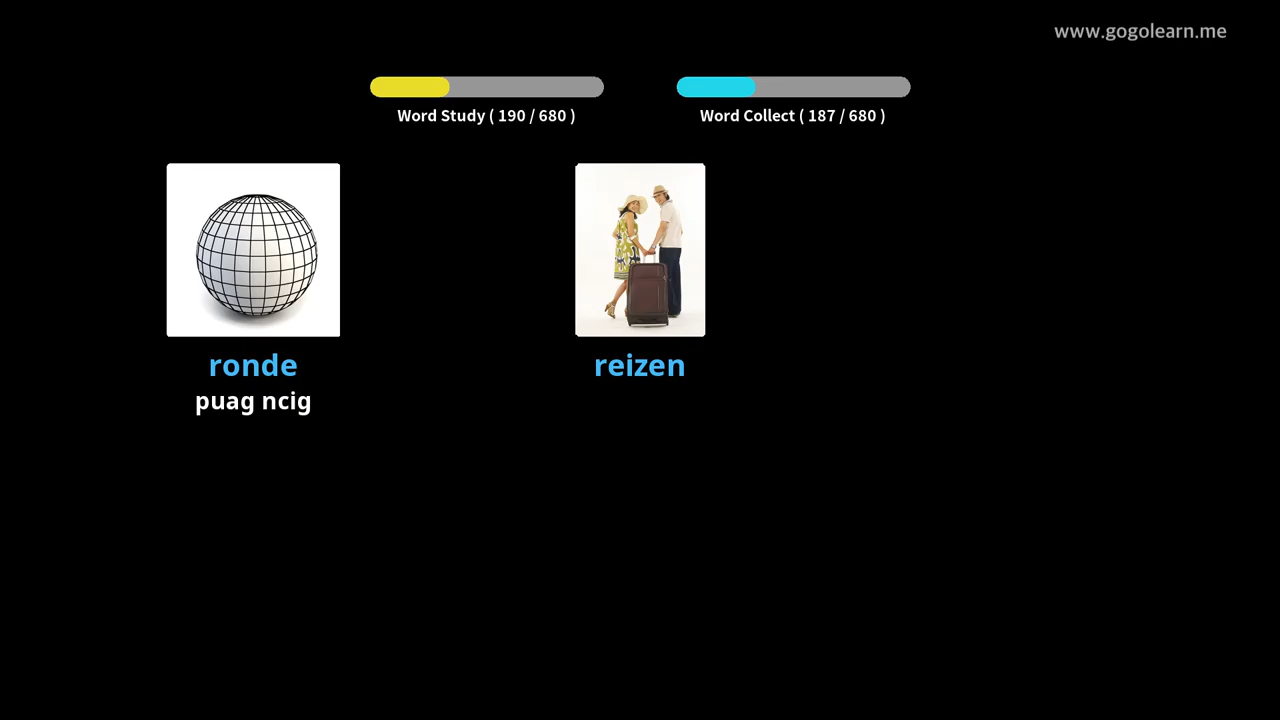 www.gogolearn.me
Word Study ( 190 / 680 )
Word Collect ( 187 / 680 )
ronde
puag ncig
reizen